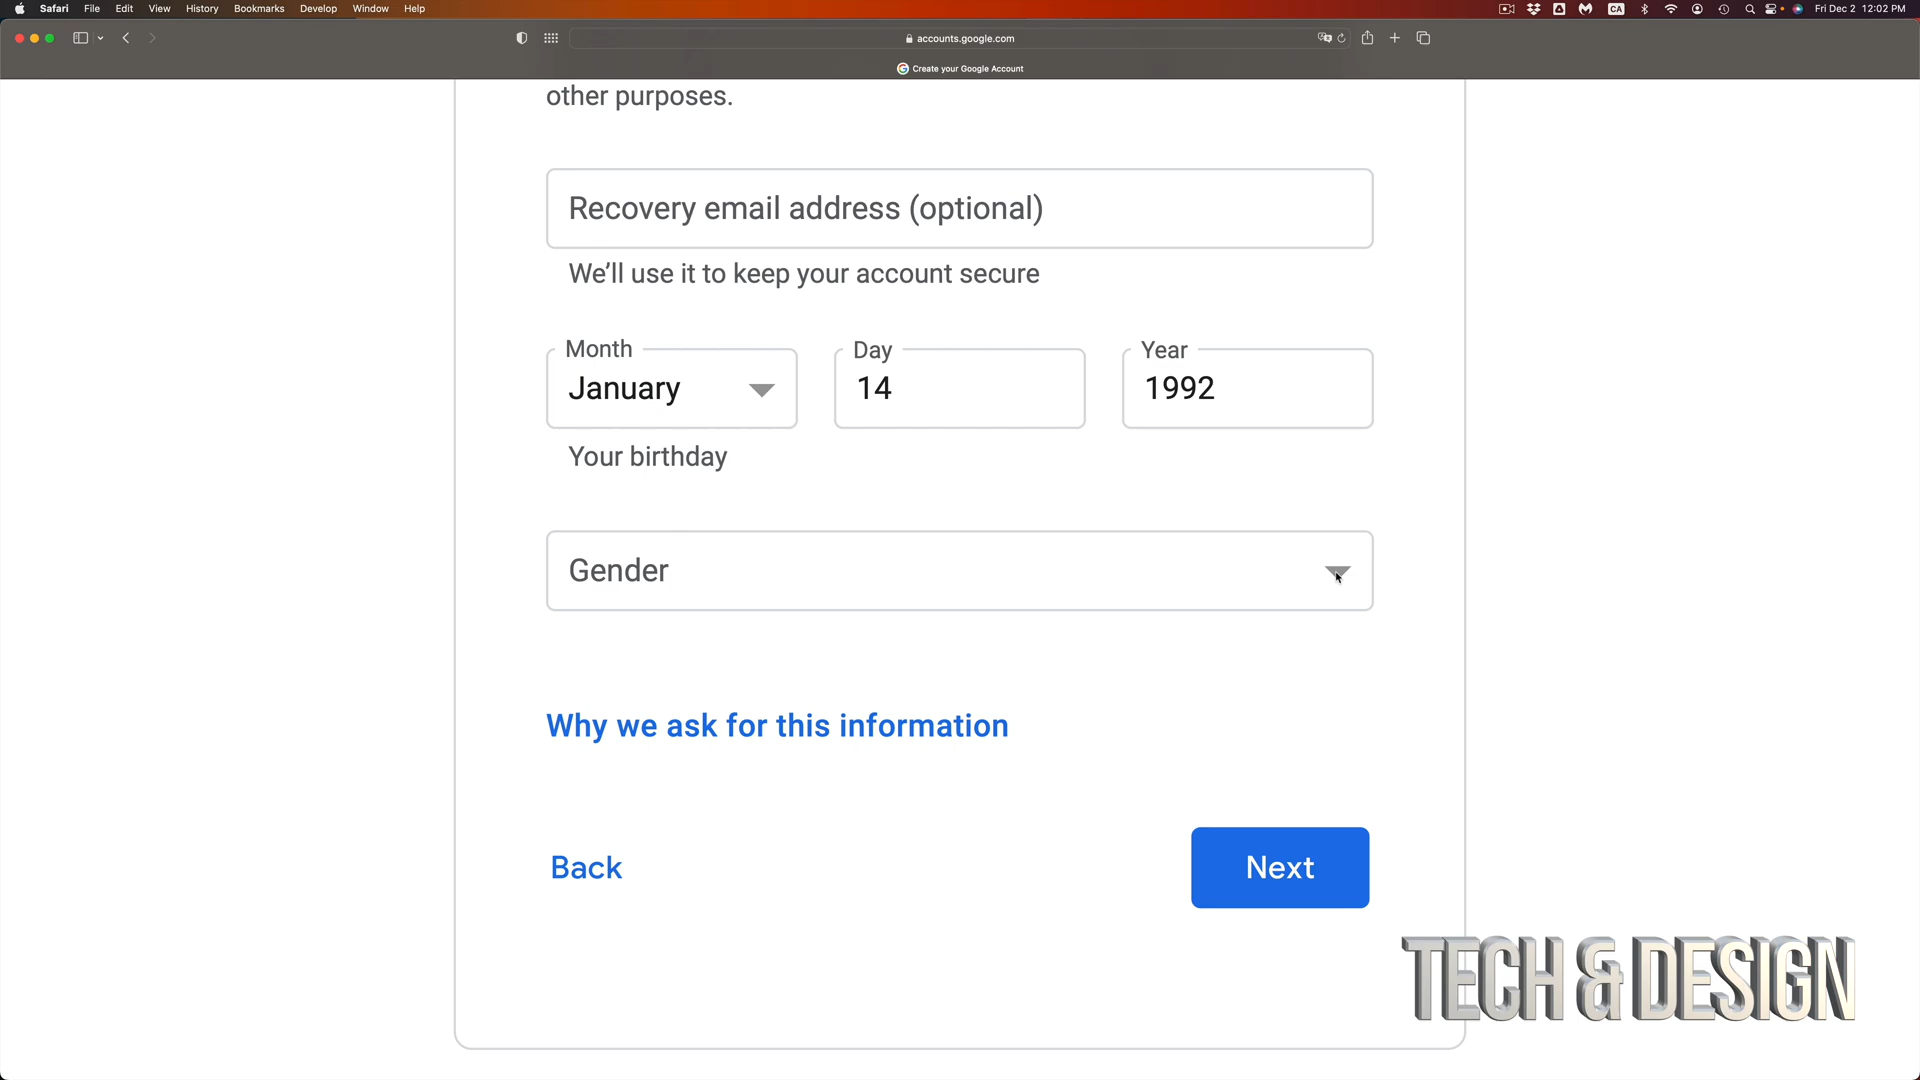 Safari File Edit View History Bookmarks Develop Window Help CA Fri Dec 2 12:02 PM
accounts.google.com
Create your Google Account
other purposes.
Recovery email address (optional)
We’ll use it to keep your account secure
Month Day Year
January 14 1992
Your birthday
Gender
Why we ask for this information
Back Next
TECH & DESIGN